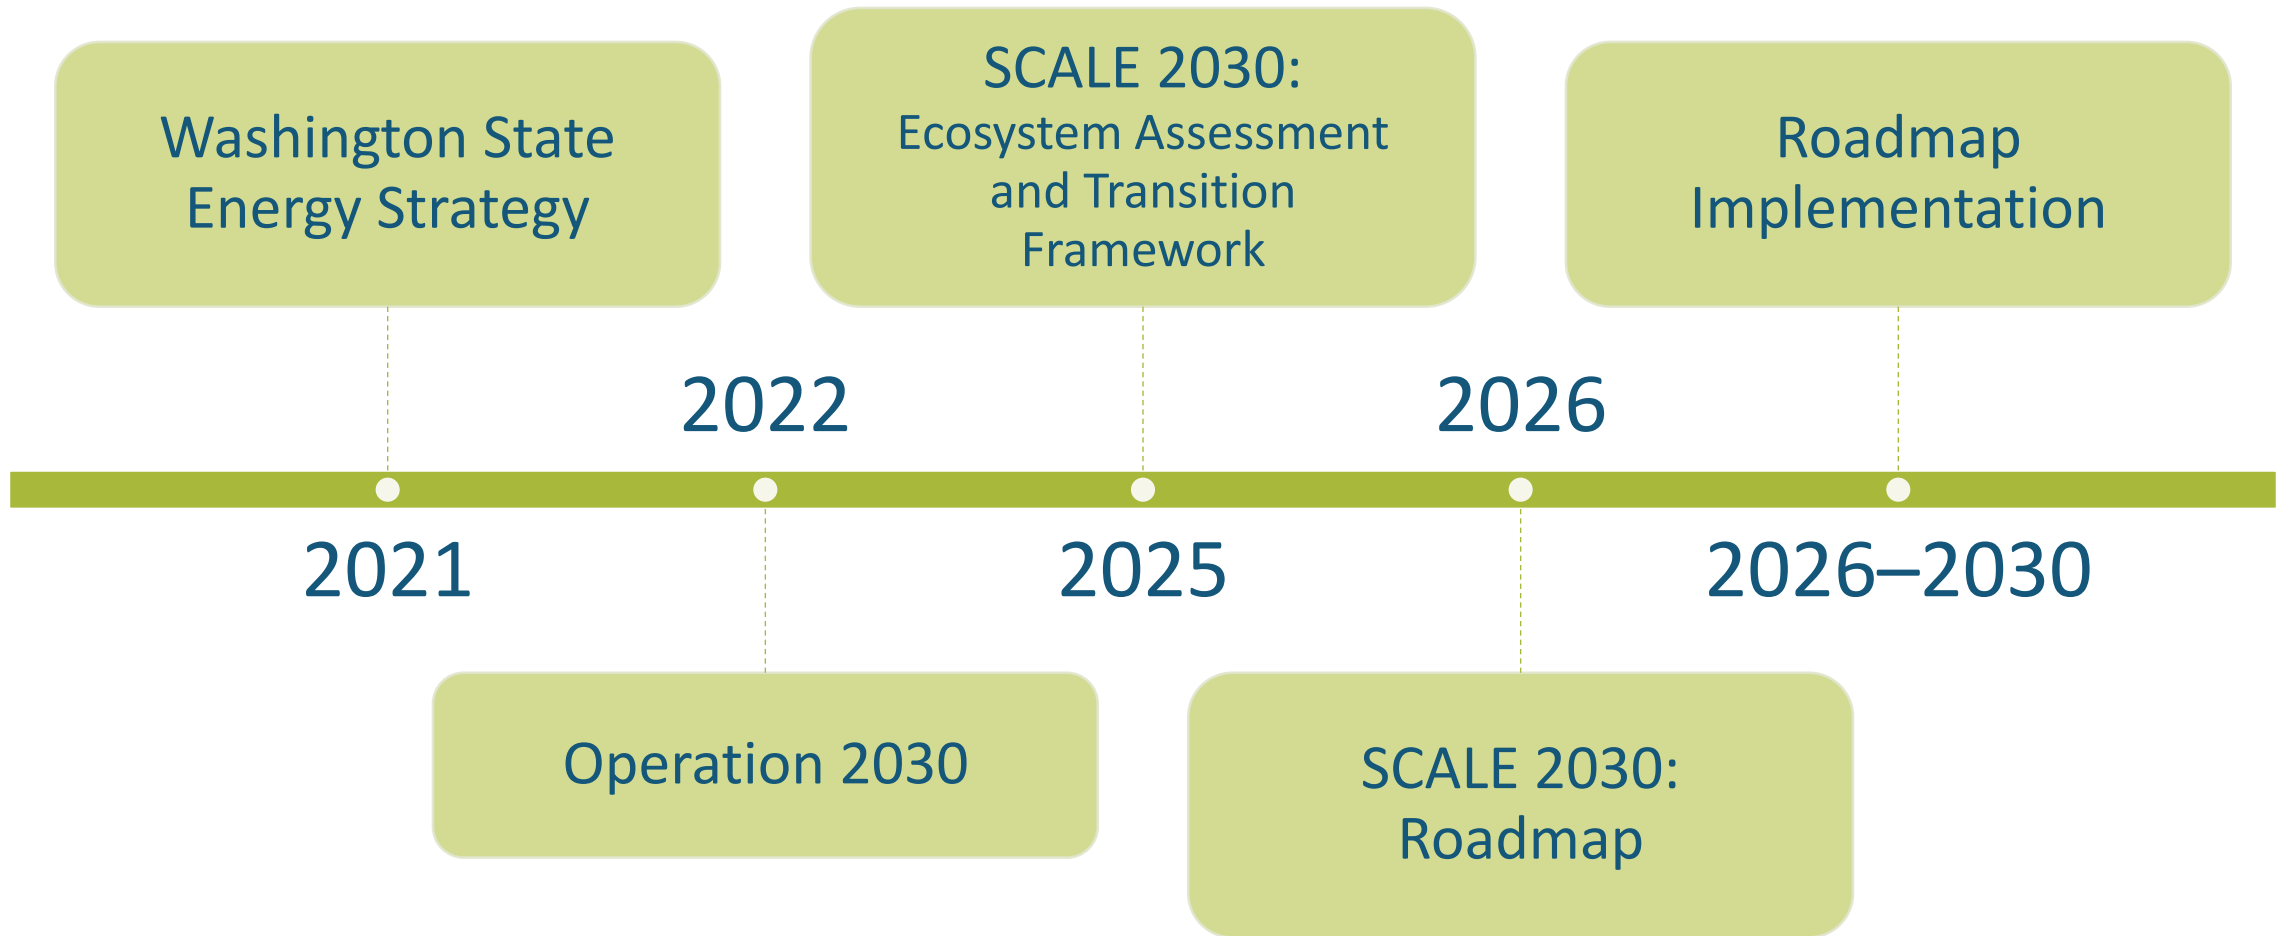 Washington State
Energy Strategy
SCALE 2030:
Ecosystem Assessment
and Transition
Framework
Roadmap
Implementation
2022
2026
2021
2025
2026–2030
Operation 2030
SCALE 2030:
Roadmap